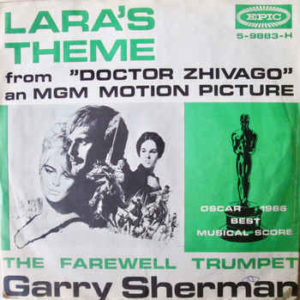 LARA'S
THEME
EPIC
5-9883-H
from "DOCTOR ZHIVAGO"
an MGM MOTION PICTURE
OSCAR 1966
BEST
MUSICAL SCORE
THE FAREWELL TRUMPET
Garry Sherman